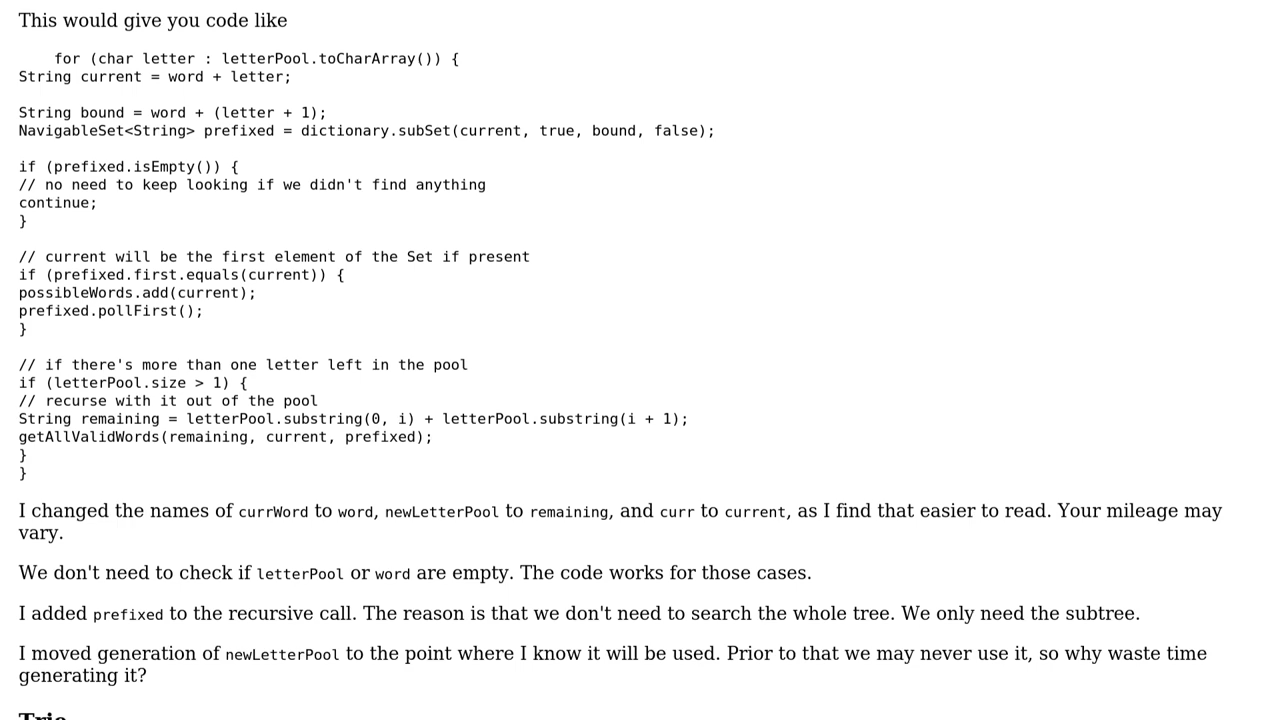 This would give you code like
for (char letter : letterPool.toCharArray()) {
String current = word + letter;
String bound = word + (letter + 1);
NavigableSet<String> prefixed = dictionary.subSet(current, true, bound, false);
if (prefixed.isEmpty()) {
// no need to keep looking if we didn't find anything
continue;
}
// current will be the first element of the Set if present
if (prefixed.first.equals(current)) {
possibleWords.add(current);
prefixed.pollFirst();
}
// if there's more than one letter left in the pool
if (letterPool.size > 1) {
// recurse with it out of the pool
String remaining = letterPool.substring(0, i) + letterPool.substring(i + 1);
getAllValidWords(remaining, current, prefixed);
}
}
I changed the names of currWord to word, newLetterPool to remaining, and curr to current, as I find that easier to read. Your mileage may
vary.
We don't need to check if letterPool or word are empty. The code works for those cases.
I added prefixed to the recursive call. The reason is that we don't need to search the whole tree. We only need the subtree.
I moved generation of newLetterPool to the point where I know it will be used. Prior to that we may never use it, so why waste time
generating it?